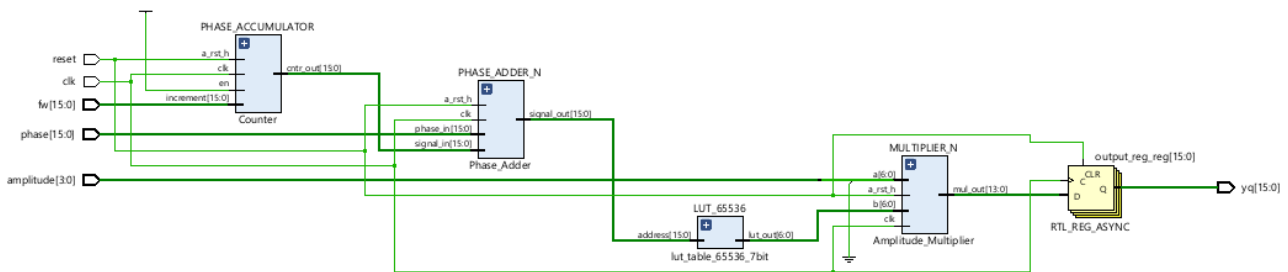 PHASE_ACCUMULATOR
reset
clk
fw[15:0]
phase[15:0]
amplitude[3:0]
a_rst_h
clk
en
increment[15:0]
cntr_out[15:0]
Counter
PHASE_ADDER_N
a_rst_h
clk
phase_in[15:0]
signal_in[15:0]
signal_out[15:0]
Phase_Adder
LUT_65536
address[15:0]
lut_out[6:0]
lut_table_65536_7bit
MULTIPLIER_N
a[6:0]
a_rst_h
b[6:0]
clk
mul_out[13:0]
Amplitude_Multiplier
output_reg_reg[15:0]
CLR
C
D
Q
RTL_REG_ASYNC
yq[15:0]